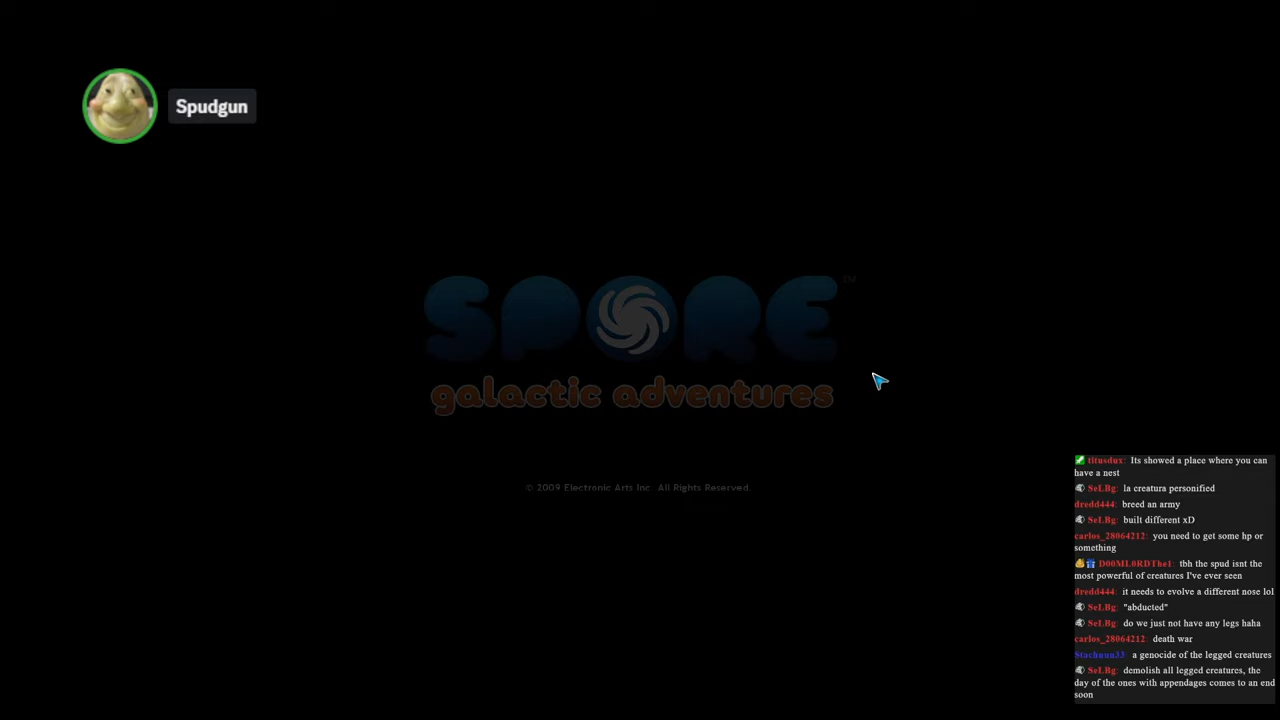 Spudgun
SPORE™
galactic adventures
© 2009 Electronic Arts Inc. All Rights Reserved.
titusdux: Its showed a place where you can
have a nest
SeLBg: la creatura personified
dredd444: breed an army
SeLBg: built different xD
carlos_28064212: you need to get some hp or
something
D00ML0RDThe1: tbh the spud isnt the
most powerful of creatures I've ever seen
dredd444: it needs to evolve a different nose lol
SeLBg: "abducted"
SeLBg: do we just not have any legs haha
carlos_28064212: death war
Stachuuu33: a genocide of the legged creatures
SeLBg: demolish all legged creatures, the
day of the ones with appendages comes to an end
soon